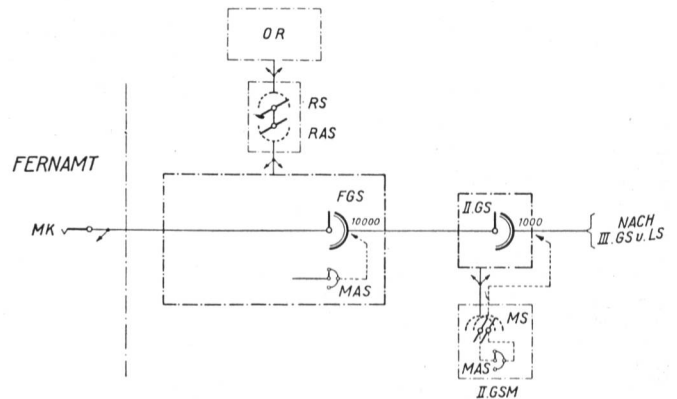 OR
RS
RAS
FERNAMT
FGS
II.GS
MK
10000
1000
NACH
III.GS u. LS
MAS
MS
MAS
II.GSM